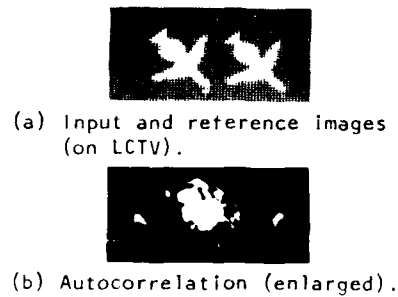 (a) Input and reterence images
(on LCTV).
(b) Autocorrelation (enlarged).